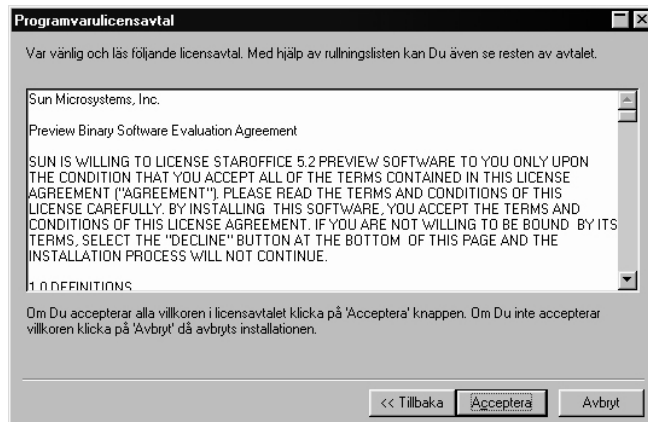 Programvarulicensavtal
Var vänlig och läs följande licensavtal. Med hjälp av rullningslisten kan Du även se resten av avtalet.
Sun Microsystems, Inc.
Preview Binary Software Evaluation Agreement
SUN IS WILLING TO LICENSE STAROFFICE 5.2 PREVIEW SOFTWARE TO YOU ONLY UPON
THE CONDITION THAT YOU ACCEPT ALL OF THE TERMS CONTAINED IN THIS LICENSE
AGREEMENT ("AGREEMENT"). PLEASE READ THE TERMS AND CONDITIONS OF THIS
LICENSE CAREFULLY. BY INSTALLING THIS SOFTWARE, YOU ACCEPT THE TERMS AND
CONDITIONS OF THIS LICENSE AGREEMENT. IF YOU ARE NOT WILLING TO BE BOUND BY ITS
TERMS, SELECT THE "DECLINE" BUTTON AT THE BOTTOM OF THIS PAGE AND THE
INSTALLATION PROCESS WILL NOT CONTINUE.
1.0 DEFINITIONS
Om Du accepterar alla villkoren i licensavtalet klicka på 'Acceptera' knappen. Om Du inte accepterar
villkoren klicka på 'Avbryt' då avbryts installationen.
<< Tillbaka Acceptera Avbryt